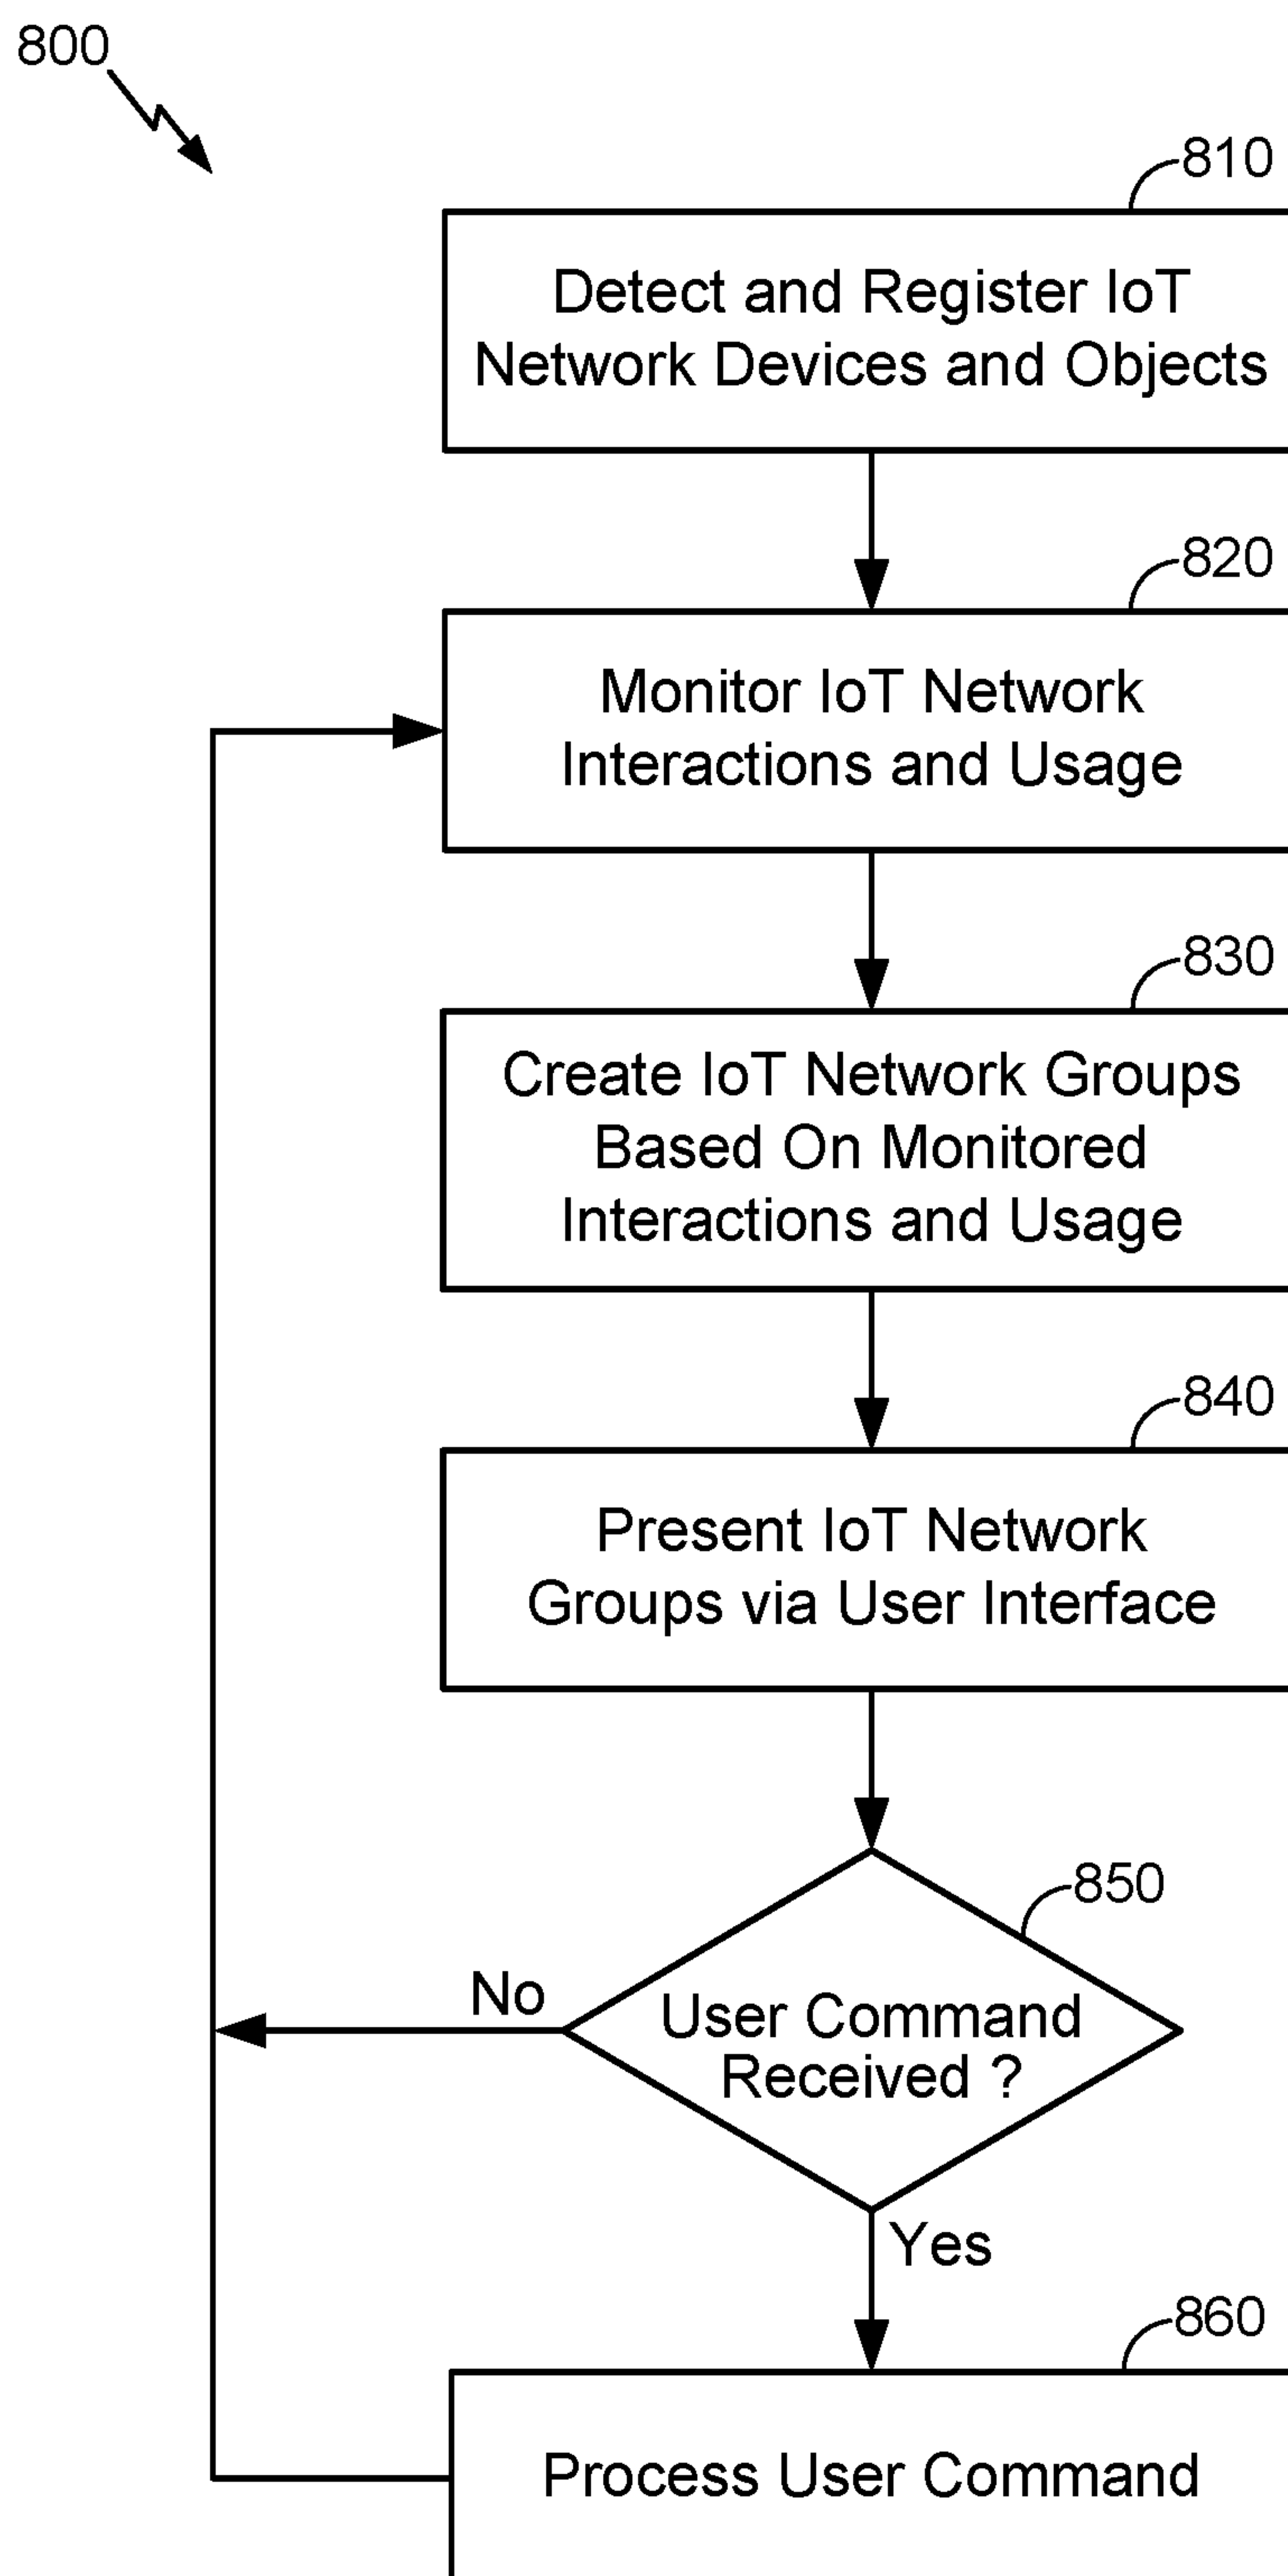 800
810
Detect and Register IoT
Network Devices and Objects
820
Monitor IoT Network
Interactions and Usage
830
Create IoT Network Groups
Based On Monitored
Interactions and Usage
840
Present IoT Network
Groups via User Interface
850
No
User Command
Received ?
Yes
860
Process User Command